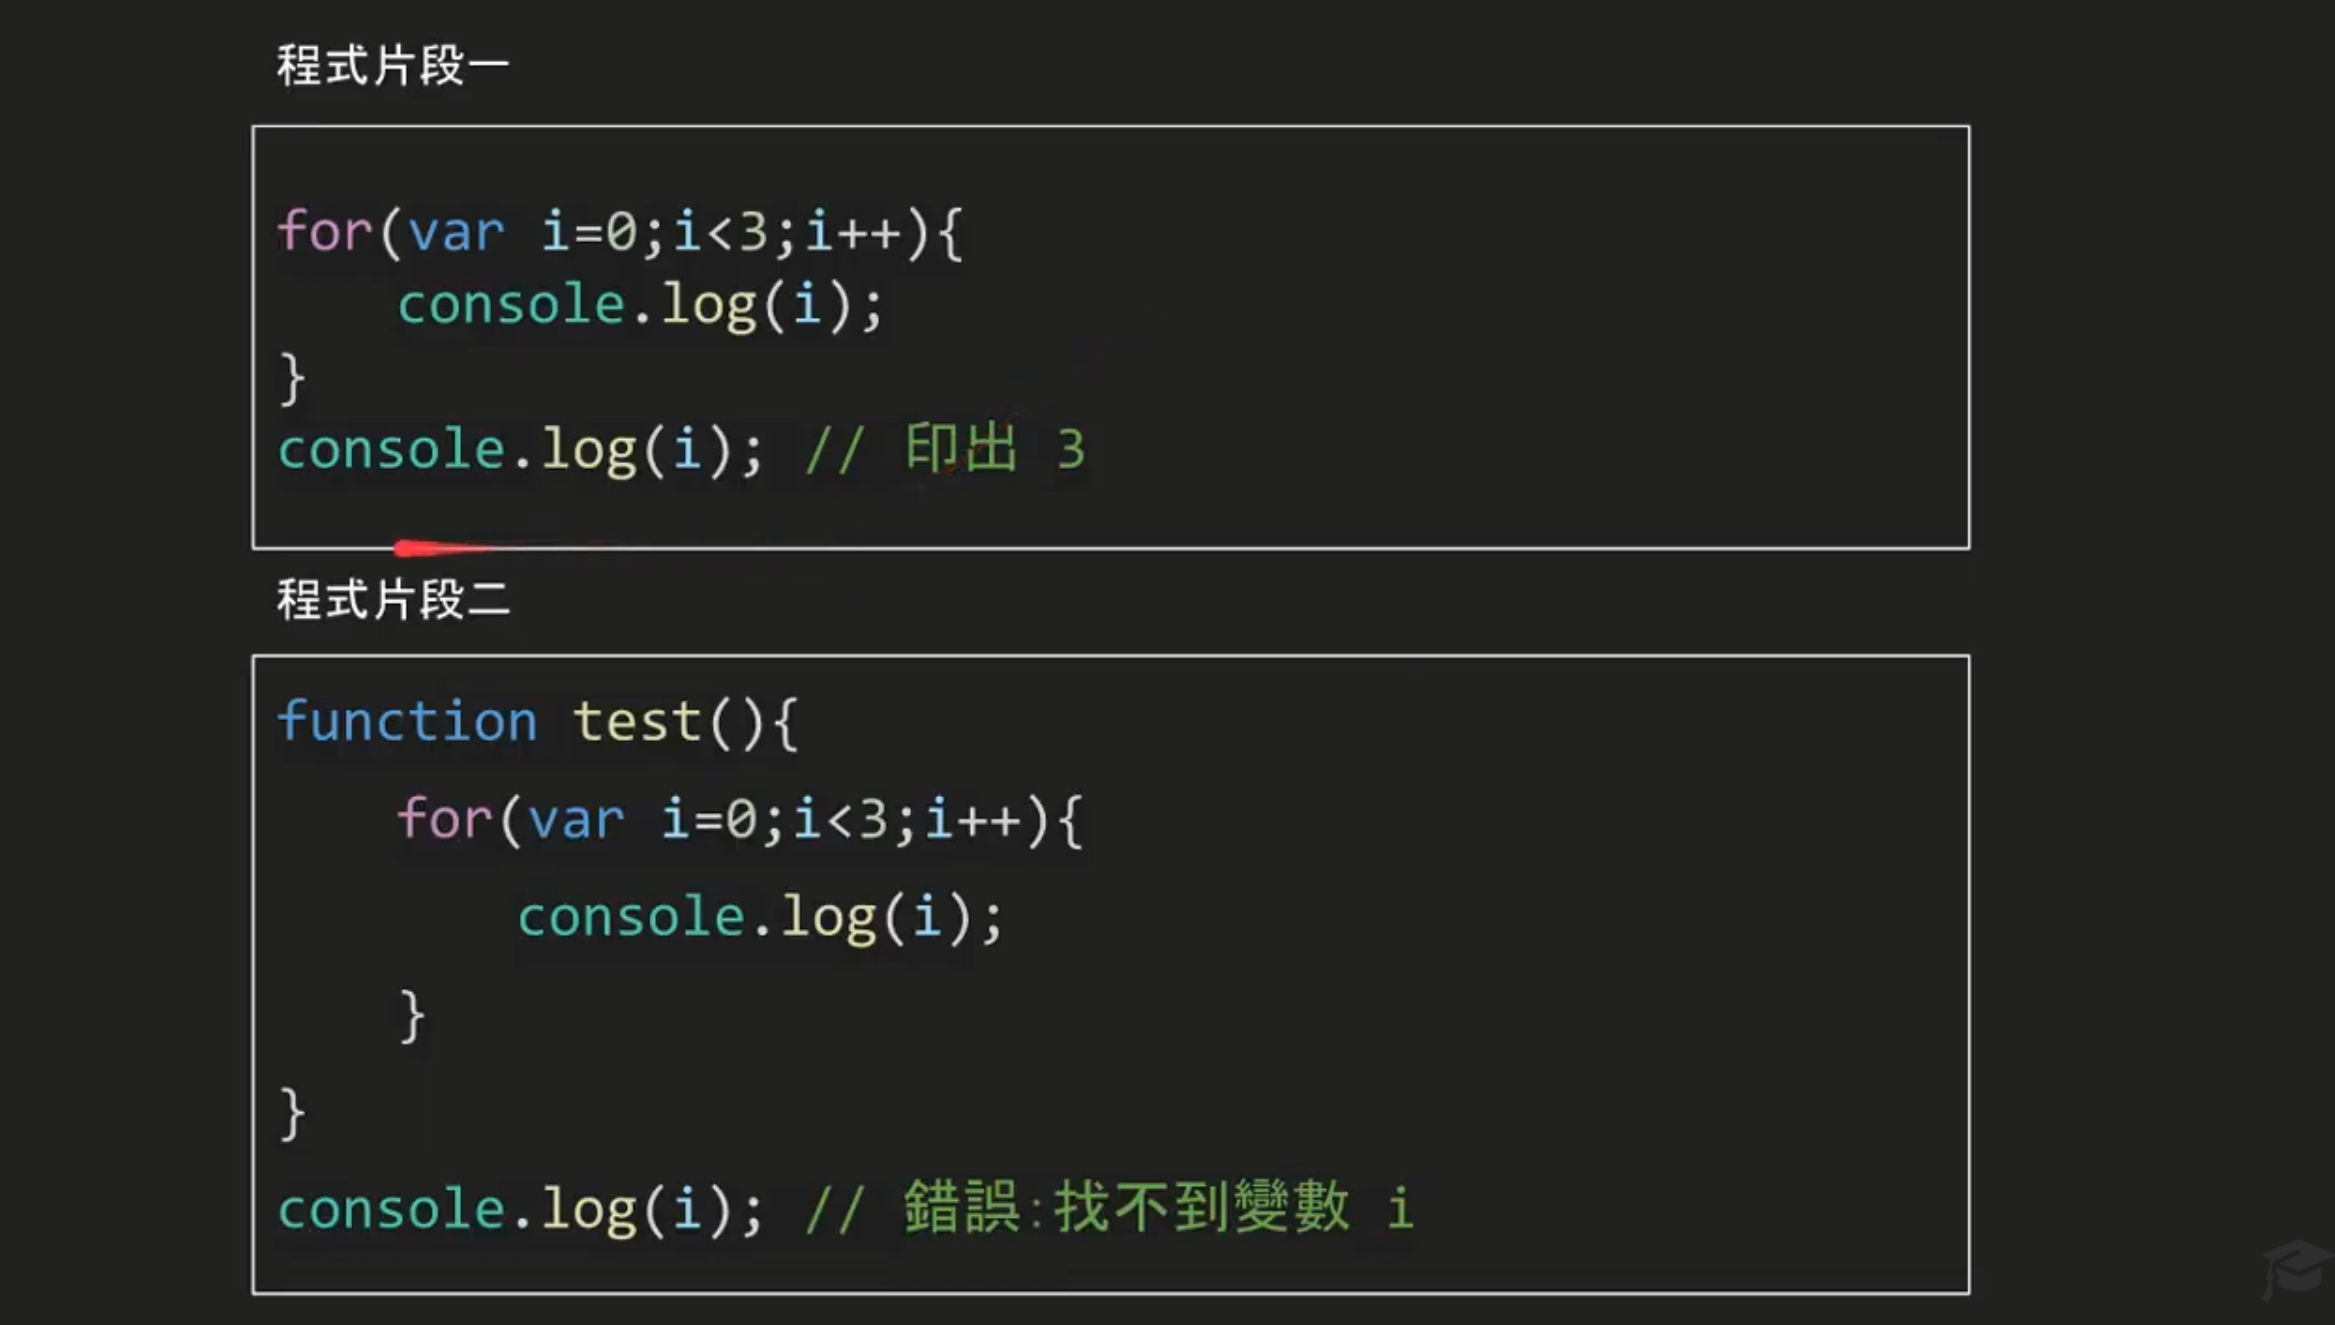 程式片段一
for(var i=0;i<3;i++){
console.log(i);
}
console.log(i); // 印出 3
程式片段二
function test(){
for(var i=0;i<3;i++){
console.log(i);
}
}
console.log(i); // 錯誤:找不到變數 i